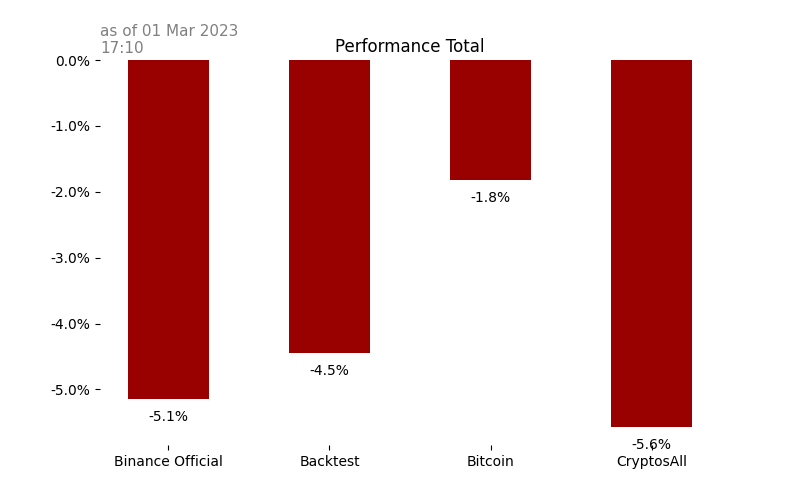 as of 01 Mar 2023
17:10
Performance Total
0.0%
-1.0%
-2.0%
-3.0%
-4.0%
-5.0%
-5.1%
-4.5%
-1.8%
-5.6%
Binance Official
Backtest
Bitcoin
CryptosAll